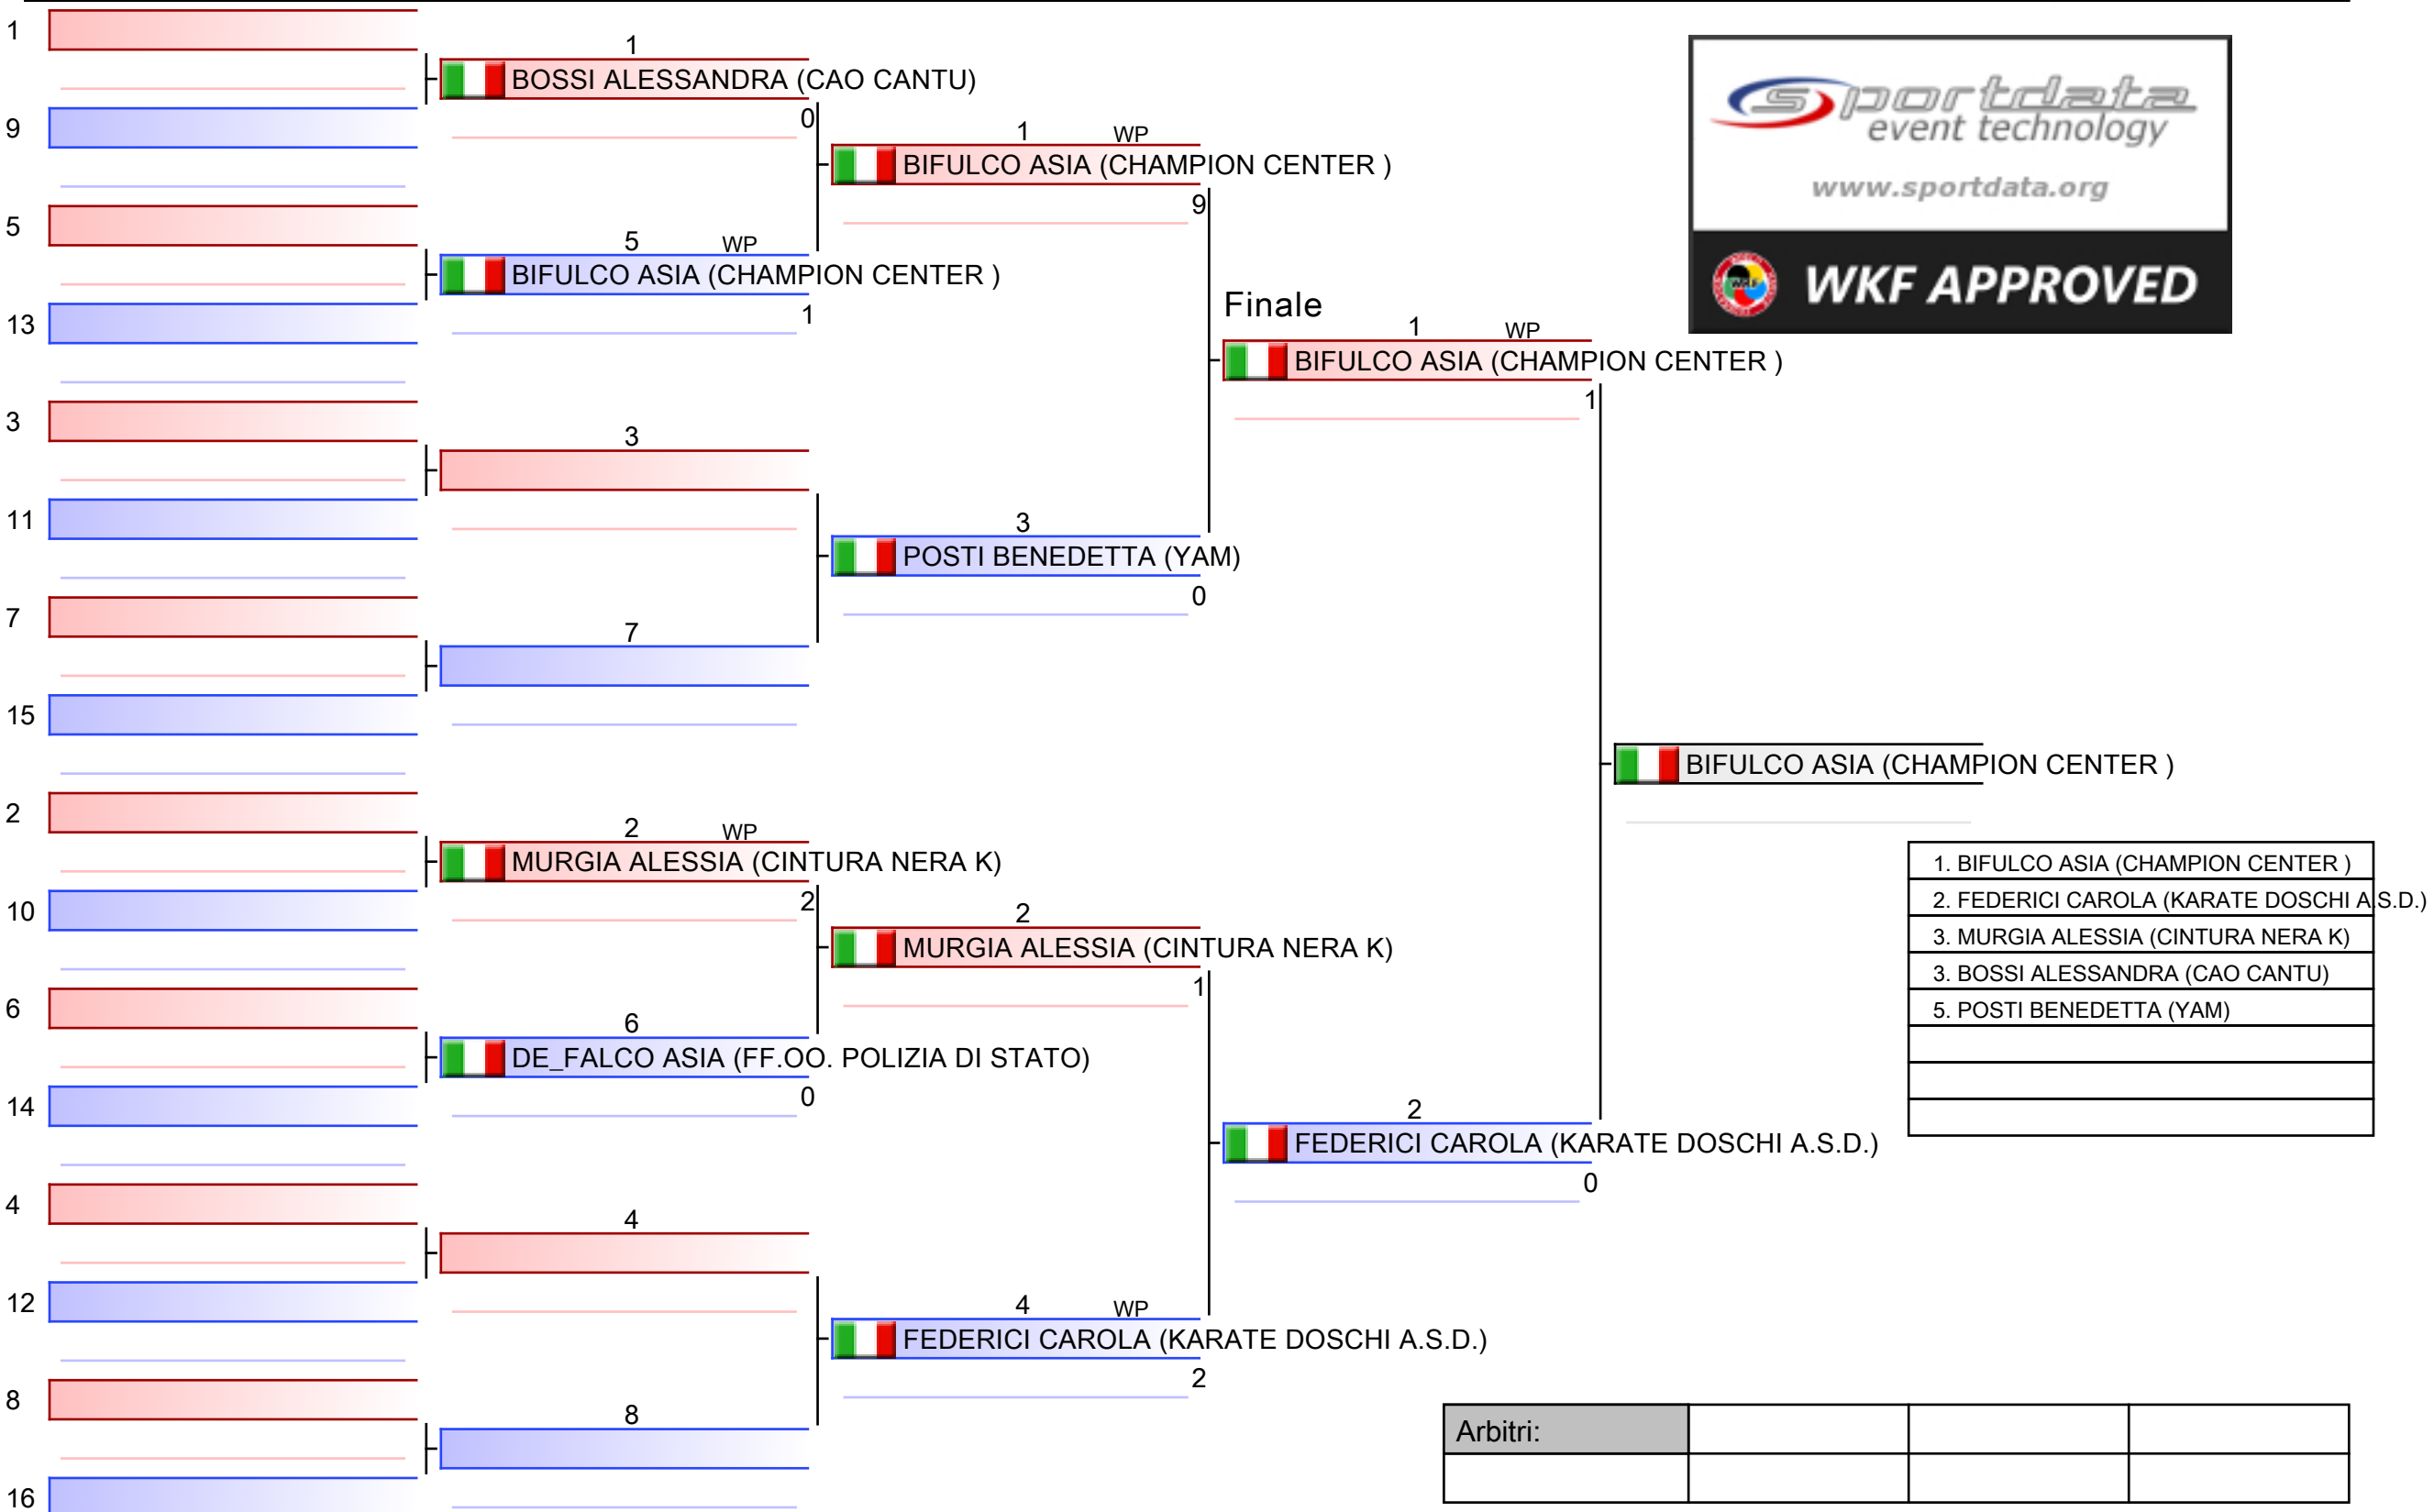 1
9
5
13
3
11
7
15
2
10
6
14
4
12
8
16
1
BOSSI ALESSANDRA (CAO CANTU)
0
5 WP
BIFULCO ASIA (CHAMPION CENTER )
1
3
7
2 WP
MURGIA ALESSIA (CINTURA NERA K)
2
6
DE_FALCO ASIA (FF.OO. POLIZIA DI STATO)
0
4
8
1 WP
BIFULCO ASIA (CHAMPION CENTER )
9
3
POSTI BENEDETTA (YAM)
0
2
MURGIA ALESSIA (CINTURA NERA K)
1
4 WP
FEDERICI CAROLA (KARATE DOSCHI A.S.D.)
2
Finale
1 WP
BIFULCO ASIA (CHAMPION CENTER )
1
2
FEDERICI CAROLA (KARATE DOSCHI A.S.D.)
0
BIFULCO ASIA (CHAMPION CENTER )
sportdata
event technology
www.sportdata.org
WKF APPROVED
1. BIFULCO ASIA (CHAMPION CENTER )
2. FEDERICI CAROLA (KARATE DOSCHI A.S.D.)
3. MURGIA ALESSIA (CINTURA NERA K)
3. BOSSI ALESSANDRA (CAO CANTU)
5. POSTI BENEDETTA (YAM)
Arbitri: